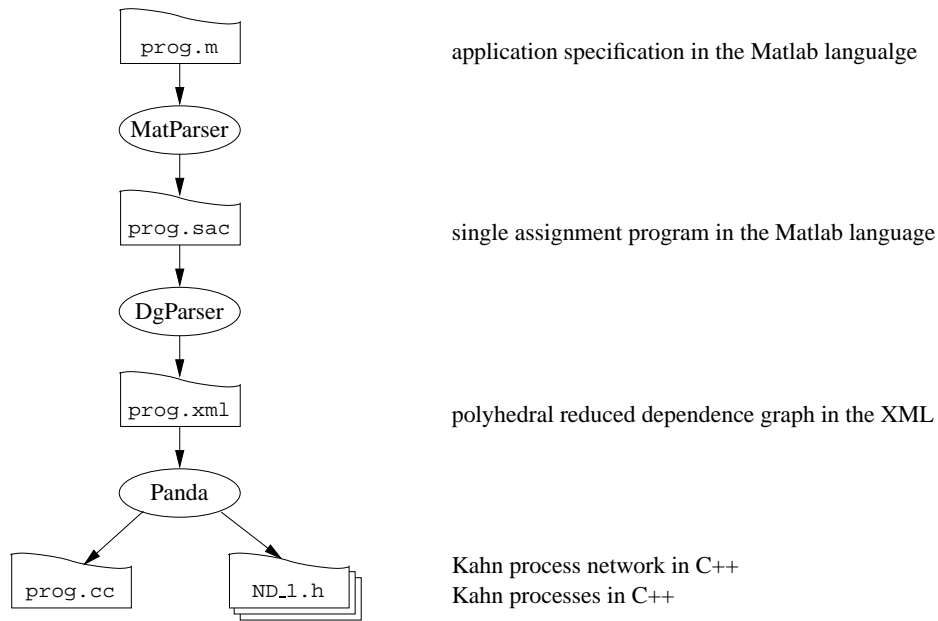 prog.m
application specification in the Matlab langualge
MatParser
prog.sac
single assignment program in the Matlab language
DgParser
prog.xml
polyhedral reduced dependence graph in the XML
Panda
prog.cc
ND_1.h
Kahn process network in C++
Kahn processes in C++